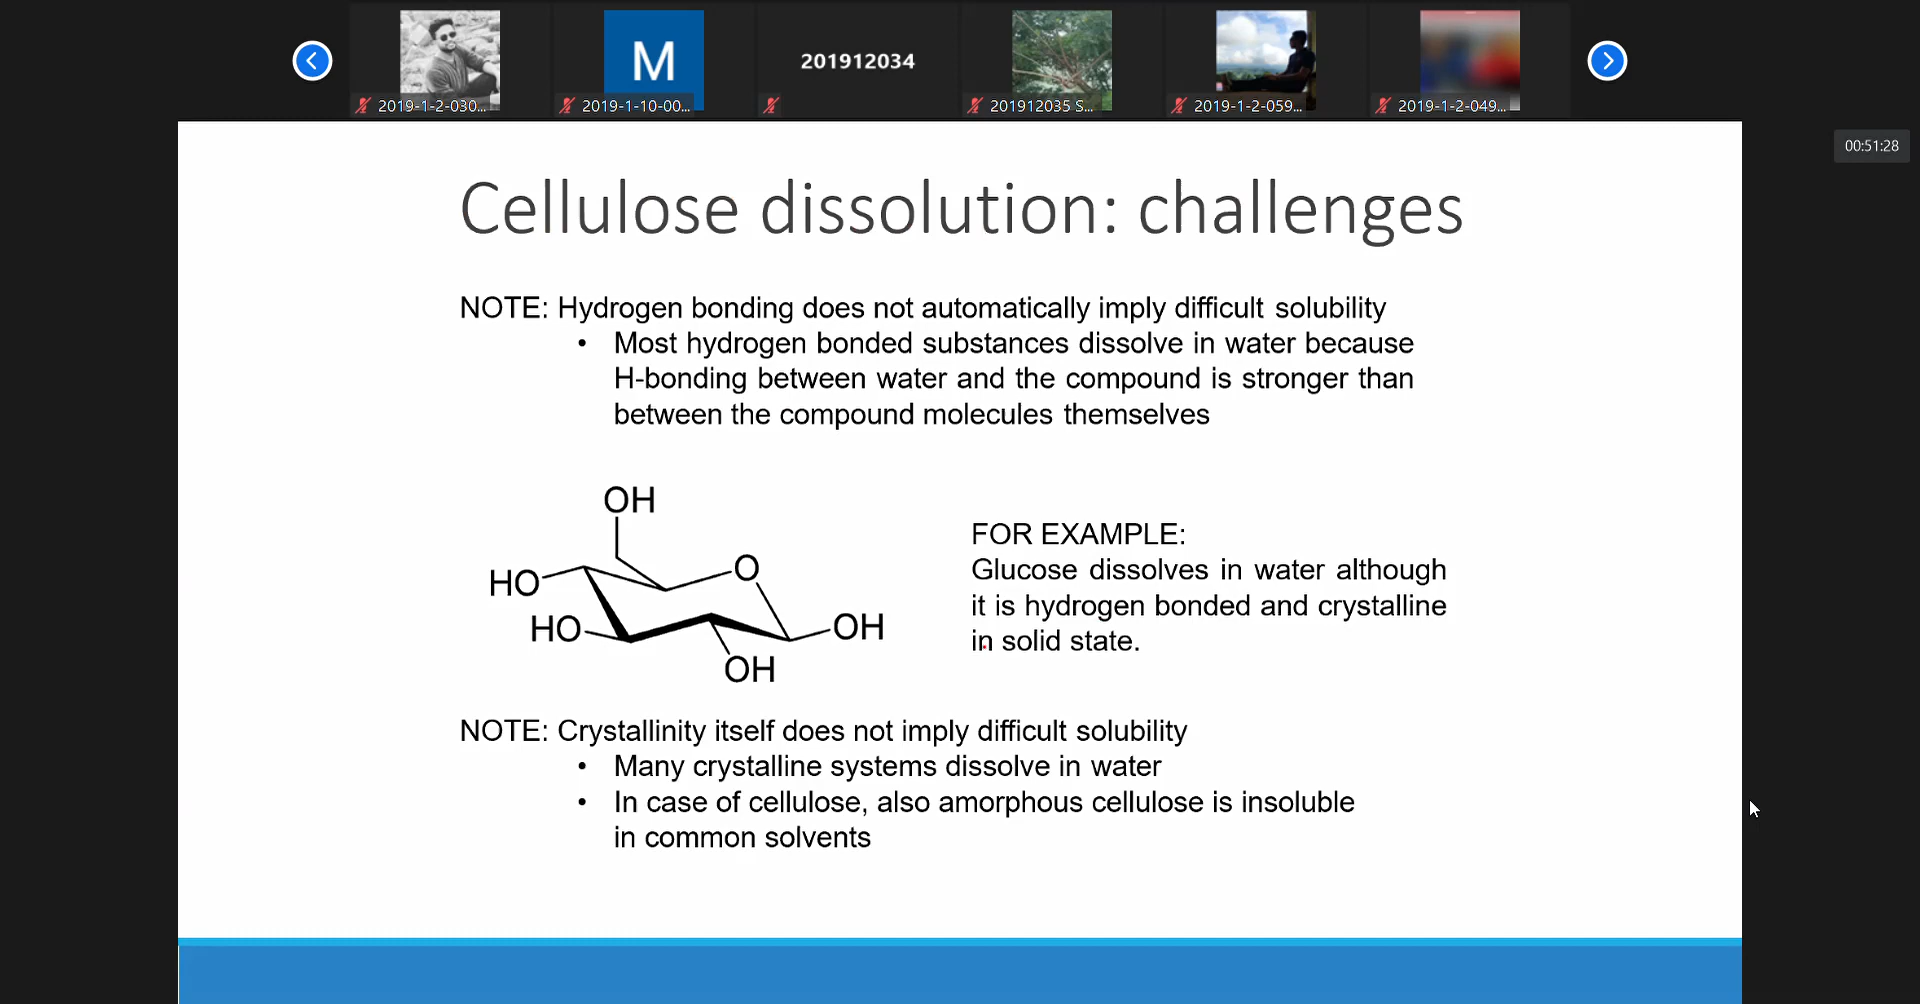 M
201912034
2019-1-2-030...
2019-1-10-00...
201912035 S...
2019-1-2-059...
2019-1-2-049...
00:51:28
Cellulose dissolution: challenges
NOTE: Hydrogen bonding does not automatically imply difficult solubility
• Most hydrogen bonded substances dissolve in water because
H-bonding between water and the compound is stronger than
between the compound molecules themselves
OH
O
HO
HO
OH
OH
FOR EXAMPLE:
Glucose dissolves in water although
it is hydrogen bonded and crystalline
in solid state.
NOTE: Crystallinity itself does not imply difficult solubility
• Many crystalline systems dissolve in water
• In case of cellulose, also amorphous cellulose is insoluble
in common solvents